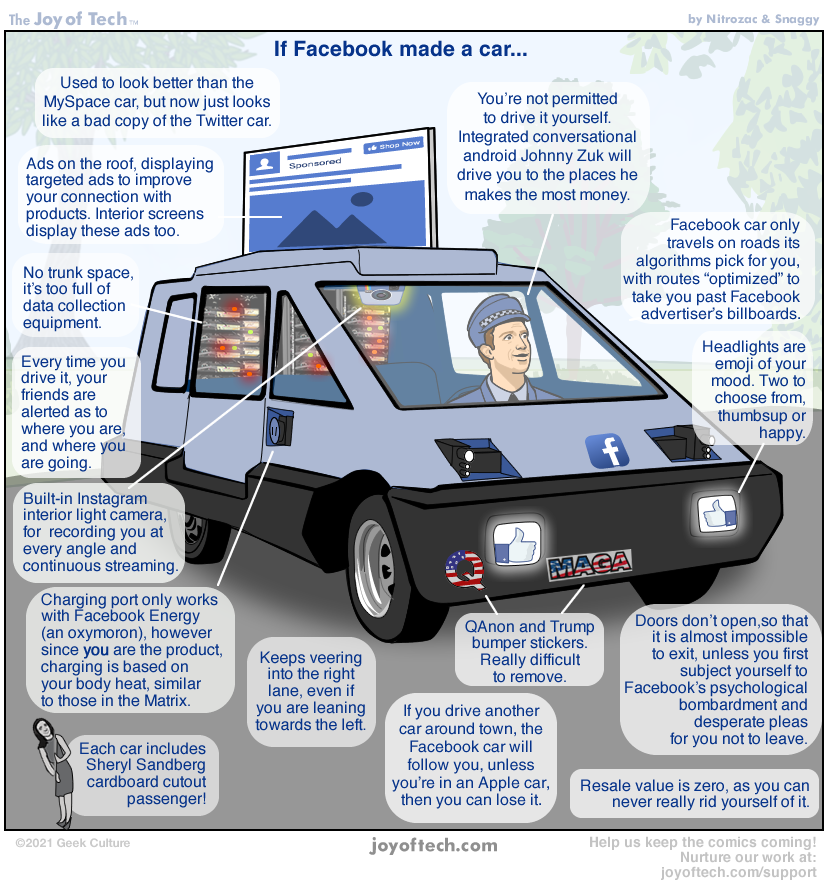 The Joy of Tech™
by Nitrozac & Snaggy
If Facebook made a car...
Used to look better than the
MySpace car, but now just looks
like a bad copy of the Twitter car.
Ads on the roof, displaying
targeted ads to improve
your connection with
products. Interior screens
display these ads too.
Shop Now
Sponsored
You're not permitted
to drive it yourself.
Integrated conversational
android Johnny Zuk will
drive you to the places he
makes the most money.
No trunk space,
it's too full of
data collection
equipment.
Facebook car only
travels on roads its
algorithms pick for you,
with routes “optimized” to
take you past Facebook
advertiser's billboards.
Every time you
drive it, your
friends are
alerted as to
where you are,
and where you
are going.
Headlights are
emoji of your
mood. Two to
choose from,
thumbsup or
happy.
f
Built-in Instagram
interior light camera,
for recording you at
every angle and
continuous streaming.
Q
MAGA
Charging port only works
with Facebook Energy
(an oxymoron), however
since you are the product,
charging is based on
your body heat, similar
to those in the Matrix.
Keeps veering
into the right
lane, even if
you are leaning
towards the left.
QAnon and Trump
bumper stickers.
Really difficult
to remove.
Doors don't open,so that
it is almost impossible
to exit, unless you first
subject yourself to
Facebook's psychological
bombardment and
desperate pleas
for you not to leave.
If you drive another
car around town, the
Facebook car will
follow you, unless
you're in an Apple car,
then you can lose it.
Each car includes
Sheryl Sandberg
cardboard cutout
passenger!
Resale value is zero, as you can
never really rid yourself of it.
©2021 Geek Culture
joyoftech.com
Help us keep the comics coming!
Nurture our work at:
joyoftech.com/support